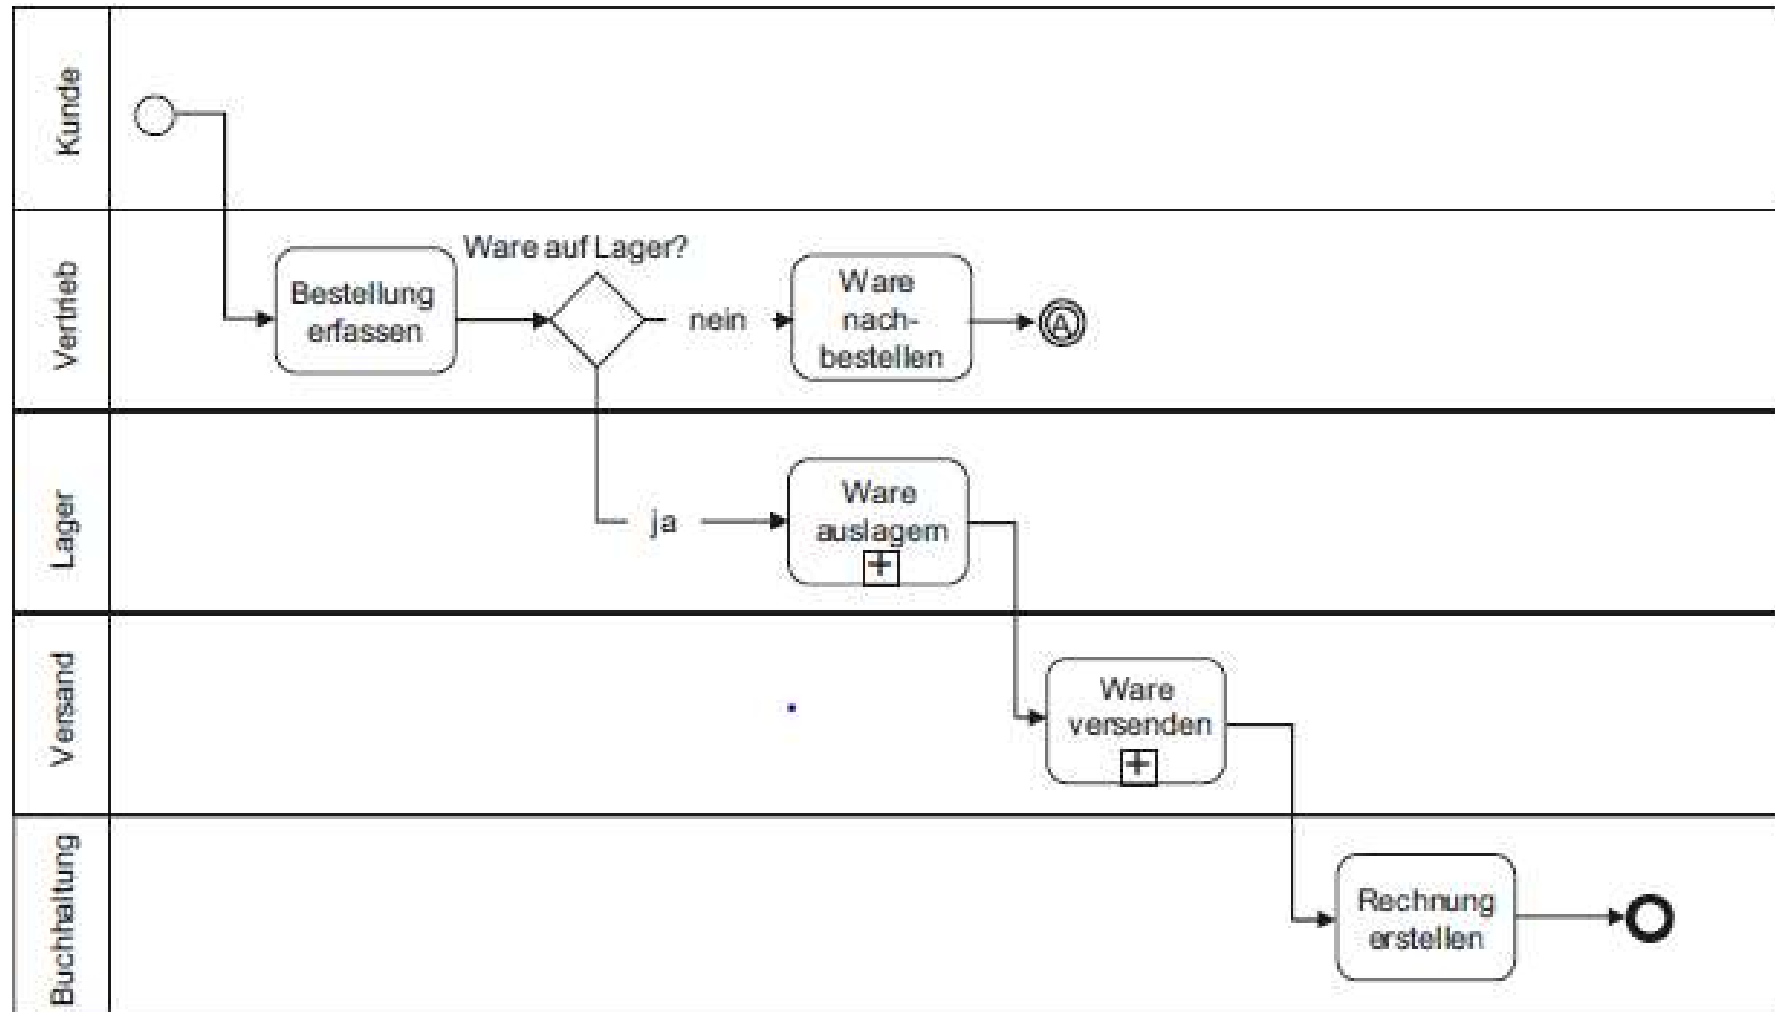 Kunde
Vertrieb
Ware auf Lager?
Bestellung
erfassen
nein
Ware
nach-
bestellen
A
Lager
ja
Ware
auslagern
+
Versand
Ware
versenden
+
Buchhaltung
Rechnung
erstellen